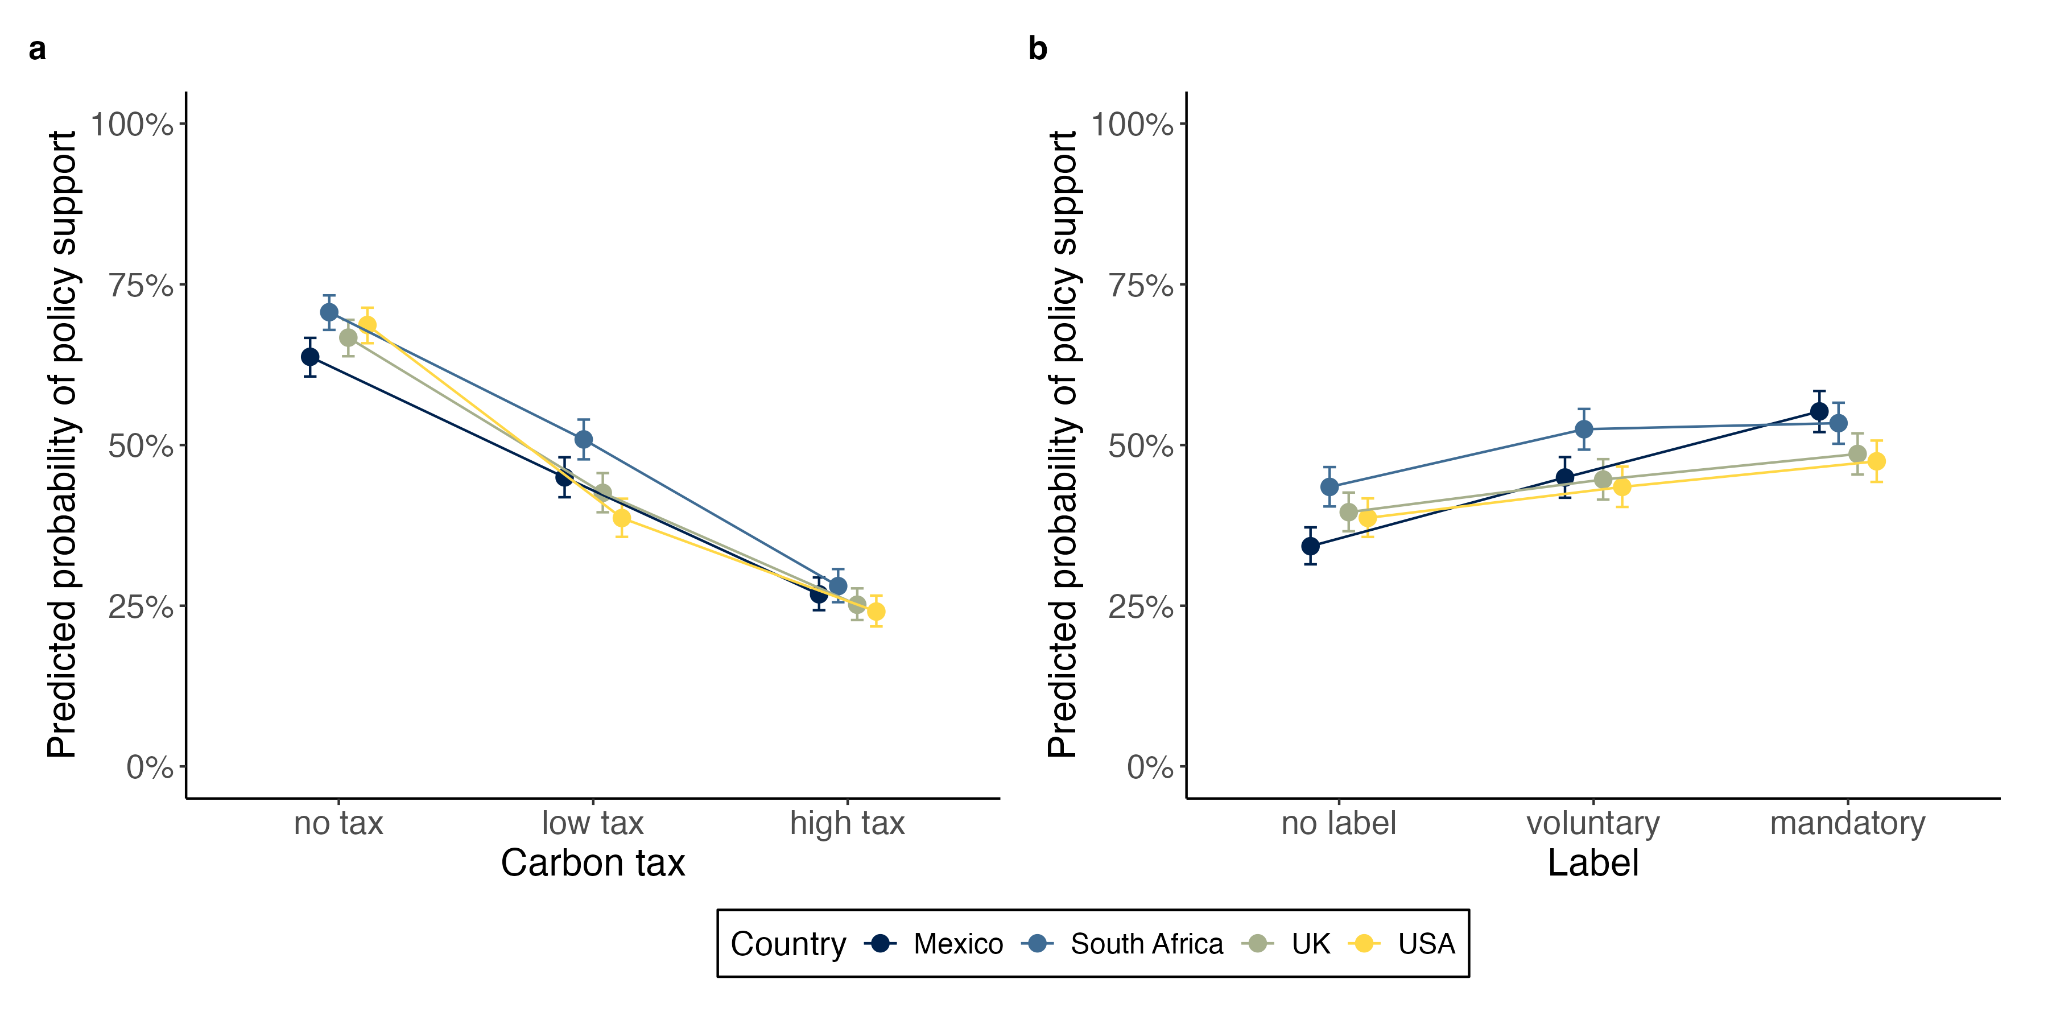 a
Predicted probability of policy support
100%
75%
50%
25%
0%
no tax low tax high tax
Carbon tax
b
Predicted probability of policy support
100%
75%
50%
25%
0%
no label voluntary mandatory
Label
Country Mexico South Africa UK USA